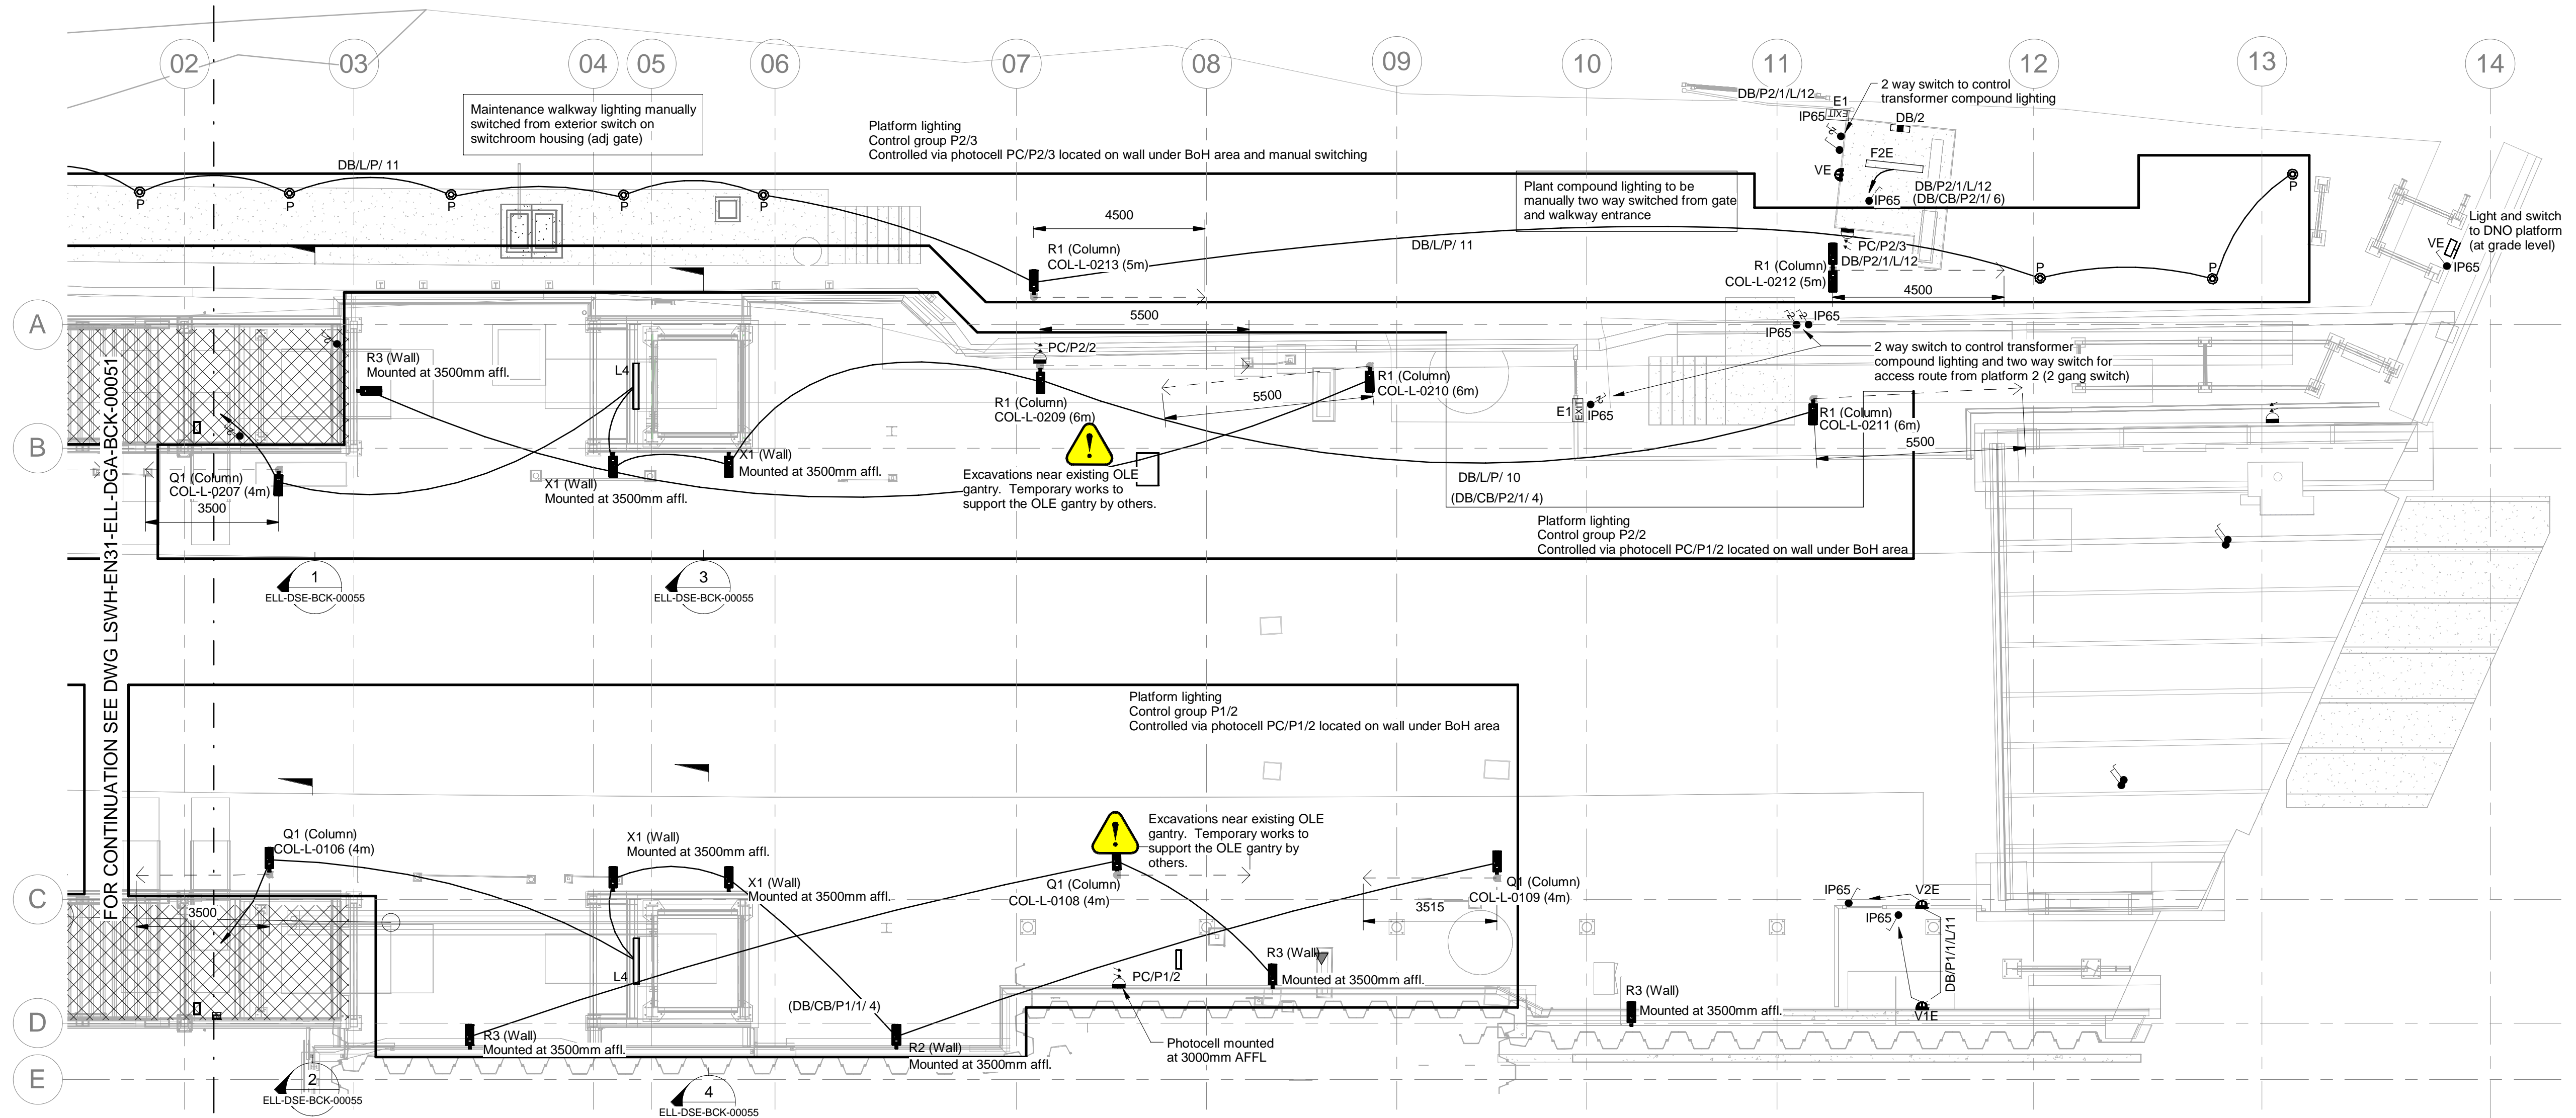 02
03
04
05
06
07
08
09
10
11
12
13
14
A
B
C
D
E
FOR CONTINUATION SEE DWG LSWH-EN31-ELL-DGA-BCK-00051
Maintenance walkway lighting manually
switched from exterior switch on
switchroom housing (adj gate)
DB/L/P/ 11
P
P
P
P
P
Platform lighting
Control group P2/3
Controlled via photocell PC/P2/3 located on wall under BoH area and manual switching
4500
R1 (Column)
COL-L-0213 (5m)
DB/L/P/ 11
Plant compound lighting to be
manually two way switched from gate
and walkway entrance
DB/P2/1/L/12
E1
IP65
EXIT
2 way switch to control
transformer compound lighting
DB/2
F2E
VE
DB/P2/1/L/12
(DB/CB/P2/1/ 6)
IP65
PC/P2/3
DB/P2/1/L/12
R1 (Column)
COL-L-0212 (5m)
4500
P
P
P
Light and switch
to DNO platform
(at grade level)
VE
IP65
IP65
IP65
2 way switch to control transformer
compound lighting and two way switch for
access route from platform 2 (2 gang switch)
E1
EXIT
IP65
R1 (Column)
COL-L-0211 (6m)
5500
R3 (Wall)
Mounted at 3500mm affl.
L4
5500
PC/P2/2
R1 (Column)
COL-L-0209 (6m)
5500
R1 (Column)
COL-L-0210 (6m)
Q1 (Column)
COL-L-0207 (4m)
3500
X1 (Wall)
Mounted at 3500mm affl.
X1 (Wall)
Mounted at 3500mm affl.
Excavations near existing OLE
gantry. Temporary works to
support the OLE gantry by others.
DB/L/P/ 10
(DB/CB/P2/1/ 4)
Platform lighting
Control group P2/2
Controlled via photocell PC/P1/2 located on wall under BoH area
1
ELL-DSE-BCK-00055
3
ELL-DSE-BCK-00055
Platform lighting
Control group P1/2
Controlled via photocell PC/P1/2 located on wall under BoH area
Q1 (Column)
COL-L-0106 (4m)
3500
X1 (Wall)
Mounted at 3500mm affl.
X1 (Wall)
Mounted at 3500mm affl.
L4
Excavations near existing OLE
gantry. Temporary works to
support the OLE gantry by
others.
Q1 (Column)
COL-L-0108 (4m)
Q1 (Column)
COL-L-0109 (4m)
3515
R3 (Wall)
Mounted at 3500mm affl.
PC/P1/2
(DB/CB/P1/1/ 4)
R3 (Wall)
Mounted at 3500mm affl.
R2 (Wall)
Mounted at 3500mm affl.
Photocell mounted
at 3000mm AFFL
R3 (Wall)
Mounted at 3500mm affl.
IP65
V2E
IP65
DB/P1/1/L/11
V1E
2
ELL-DSE-BCK-00055
4
ELL-DSE-BCK-00055